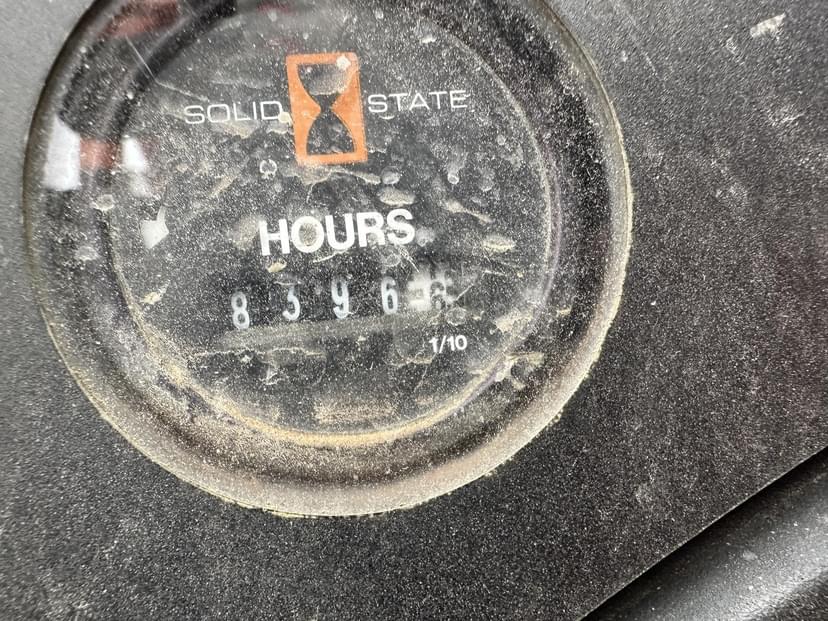 SOLID STATE
HOURS
8396
1/10